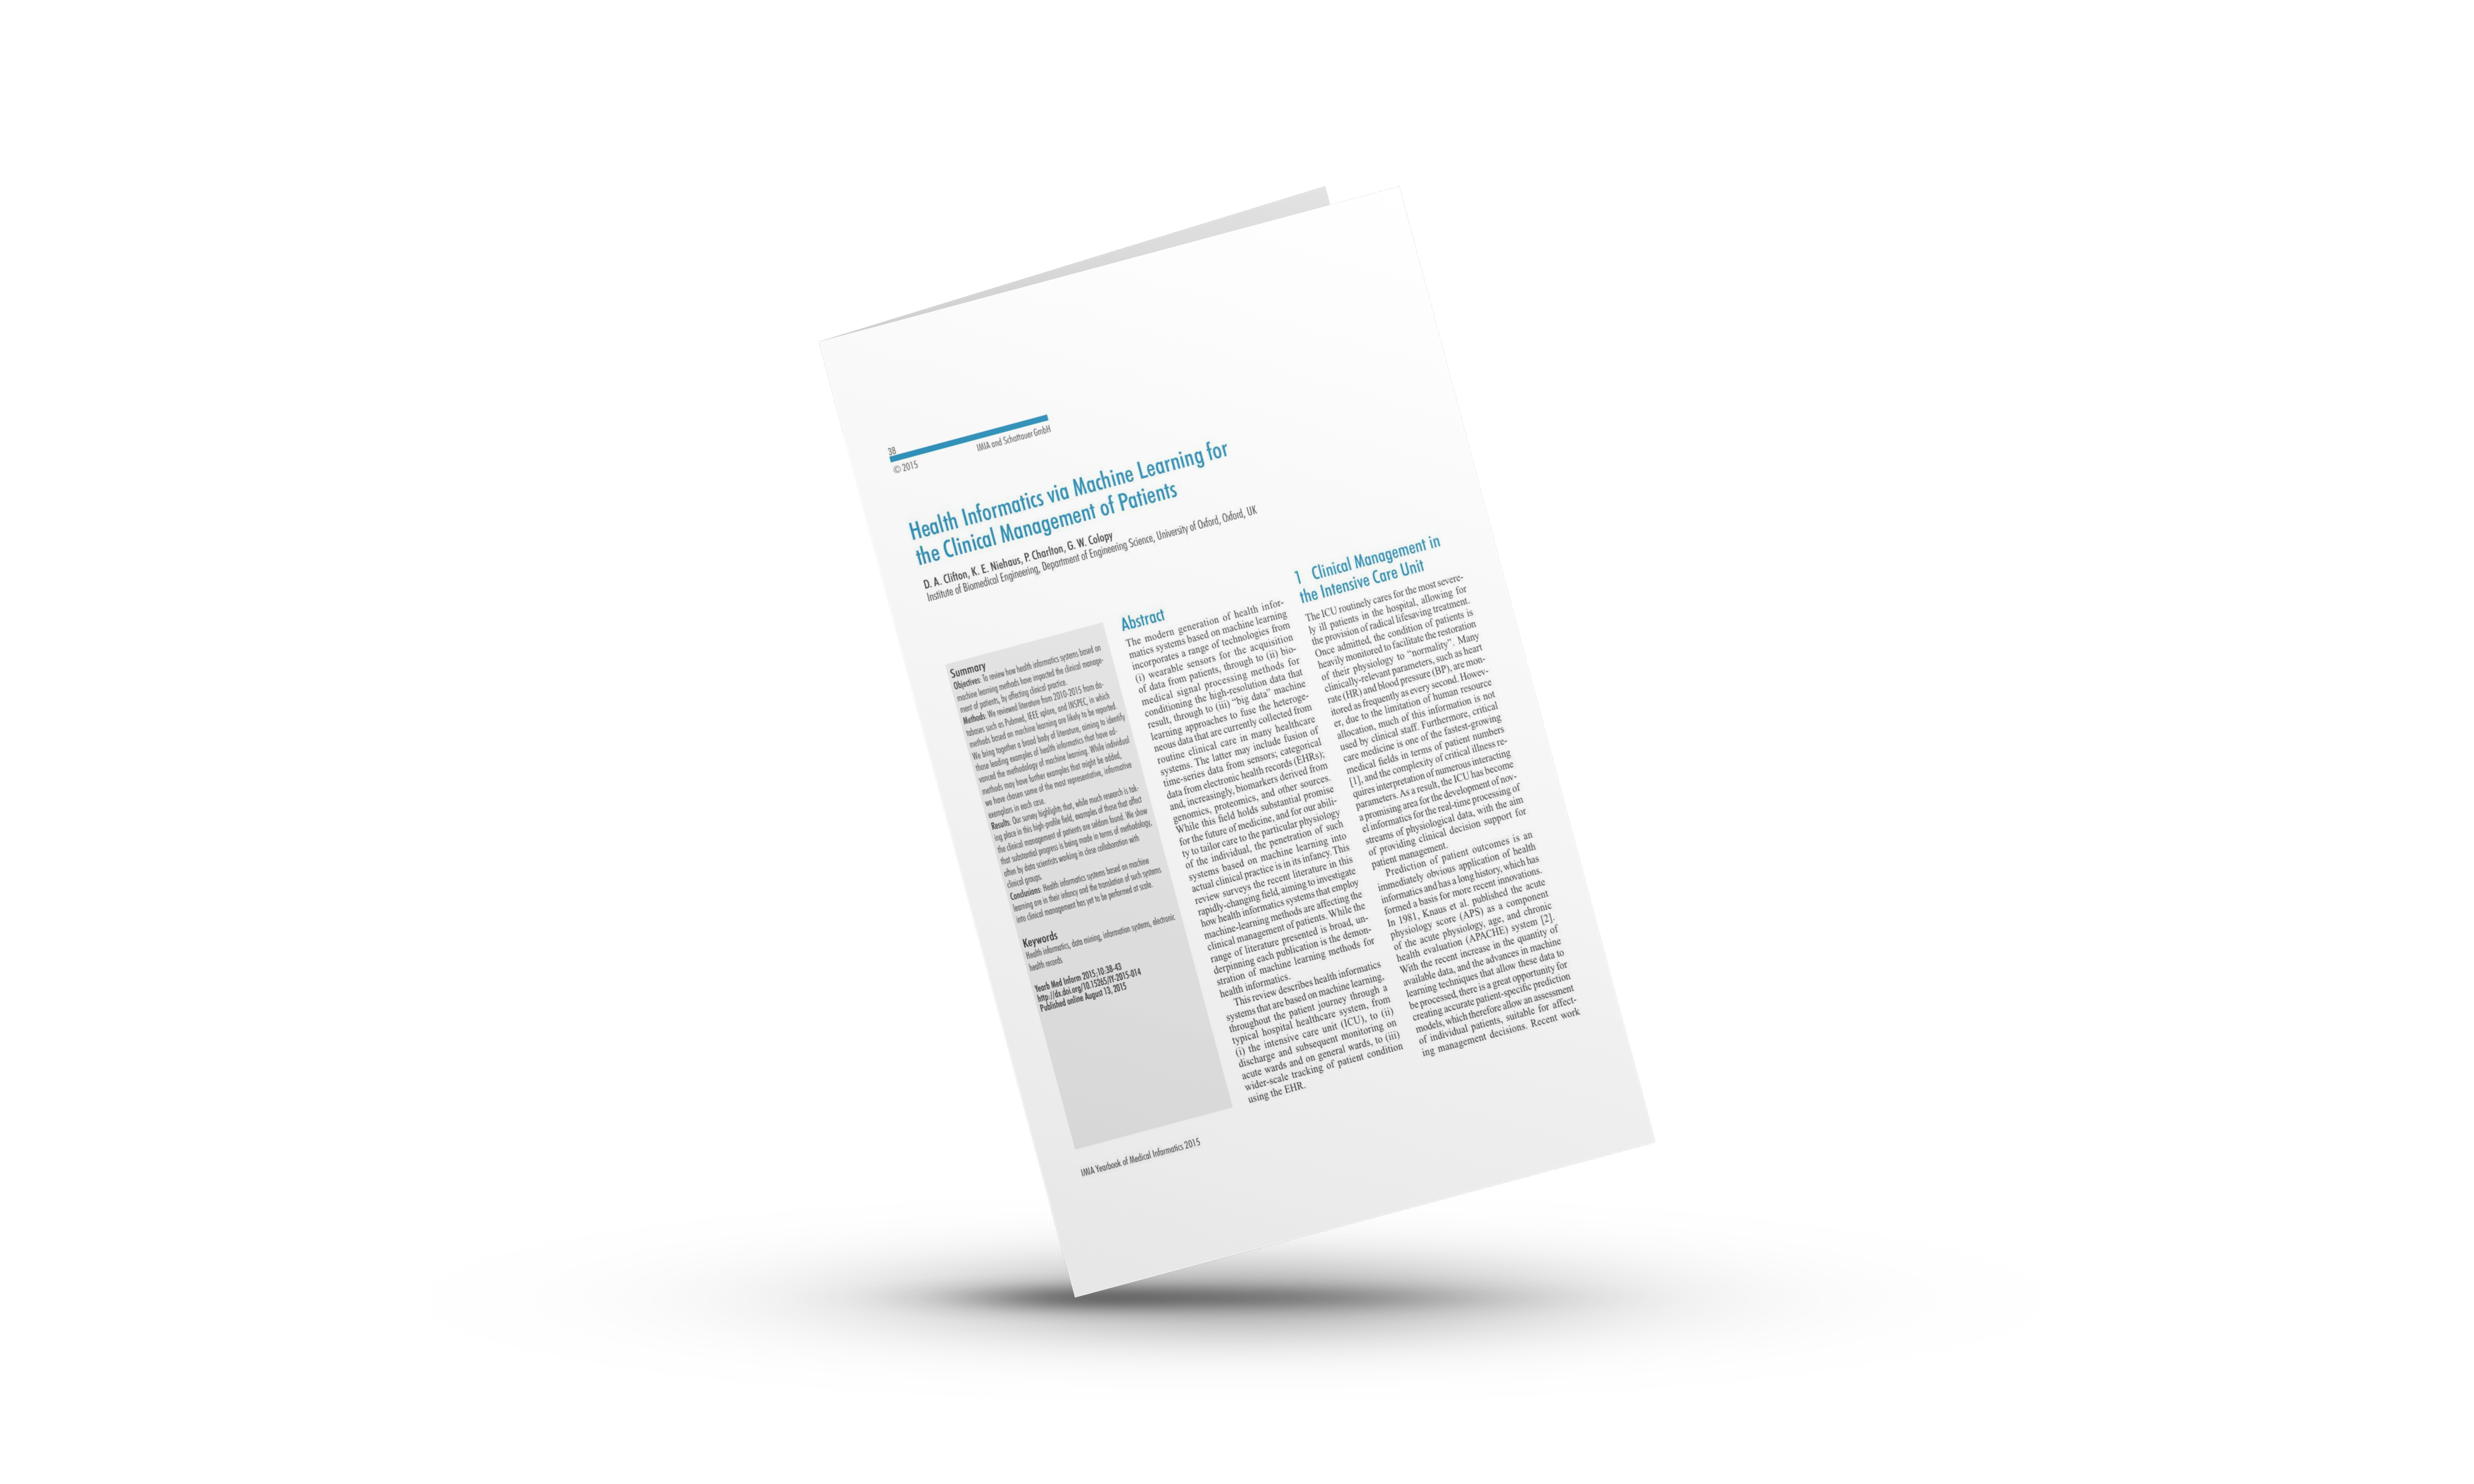 38
© 2015
IMIA and Schattauer GmbH
Health Informatics via Machine Learning for
the Clinical Management of Patients
D. A. Clifton, K. E. Niehaus, P. Charlton, G. W. Colopy
Institute of Biomedical Engineering, Department of Engineering Science, University of Oxford, Oxford, UK
Summary
Objectives: To review how health informatics systems based on
machine learning methods have impacted the clinical manage-
ment of patients, by affecting clinical practice.
Methods: We reviewed literature from 2010-2015 from da-
tabases such as Pubmed, IEEE xplore, and INSPEC, in which
methods based on machine learning are likely to be reported.
We bring together a broad body of literature, aiming to identify
those leading examples of health informatics that have ad-
vanced the methodology of machine learning. While individual
methods may have further examples that might be added,
we have chosen some of the most representative, informative
exemplars in each case.
Results: Our survey highlights that, while much research is tak-
ing place in this high-profile field, examples of those that affect
the clinical management of patients are seldom found. We show
that substantial progress is being made in terms of methodology,
often by data scientists working in close collaboration with
clinical groups.
Conclusions: Health informatics systems based on machine
learning are in their infancy and the translation of such systems
into clinical management has yet to be performed at scale.
Keywords
Health informatics, data mining, information systems, electronic
health records
Yearb Med Inform 2015;10:38-43
http://dx.doi.org/10.15265/IY-2015-014
Published online August 13, 2015
Abstract
The modern generation of health infor-
matics systems based on machine learning
incorporates a range of technologies from
(i) wearable sensors for the acquisition
of data from patients, through to (ii) bio-
medical signal processing methods for
conditioning the high-resolution data that
result, through to (iii) “big data” machine
learning approaches to fuse the heteroge-
neous data that are currently collected from
routine clinical care in many healthcare
systems. The latter may include fusion of
time-series data from sensors; categorical
data from electronic health records (EHRs);
and, increasingly, biomarkers derived from
genomics, proteomics, and other sources.
While this field holds substantial promise
for the future of medicine, and for our abili-
ty to tailor care to the particular physiology
of the individual, the penetration of such
systems based on machine learning into
actual clinical practice is in its infancy. This
review surveys the recent literature in this
rapidly-changing field, aiming to investigate
how health informatics systems that employ
machine-learning methods are affecting the
clinical management of patients. While the
range of literature presented is broad, un-
derpinning each publication is the demon-
stration of machine learning methods for
health informatics.
This review describes health informatics
systems that are based on machine learning,
throughout the patient journey through a
typical hospital healthcare system, from
(i) the intensive care unit (ICU), to (ii)
discharge and subsequent monitoring on
acute wards and on general wards, to (iii)
wider-scale tracking of patient condition
using the EHR.
1 Clinical Management in
the Intensive Care Unit
The ICU routinely cares for the most severe-
ly ill patients in the hospital, allowing for
the provision of radical lifesaving treatment.
Once admitted, the condition of patients is
heavily monitored to facilitate the restoration
of their physiology to “normality”. Many
clinically-relevant parameters, such as heart
rate (HR) and blood pressure (BP), are mon-
itored as frequently as every second. Howev-
er, due to the limitation of human resource
allocation, much of this information is not
used by clinical staff. Furthermore, critical
care medicine is one of the fastest-growing
medical fields in terms of patient numbers
[1], and the complexity of critical illness re-
quires interpretation of numerous interacting
parameters. As a result, the ICU has become
a promising area for the development of nov-
el informatics for the real-time processing of
streams of physiological data, with the aim
of providing clinical decision support for
patient management.
Prediction of patient outcomes is an
immediately obvious application of health
informatics and has a long history, which has
formed a basis for more recent innovations.
In 1981, Knaus et al. published the acute
physiology score (APS) as a component
of the acute physiology, age, and chronic
health evaluation (APACHE) system [2].
With the recent increase in the quantity of
available data, and the advances in machine
learning techniques that allow these data to
be processed, there is a great opportunity for
creating accurate patient-specific prediction
models, which therefore allow an assessment
of individual patients, suitable for affect-
ing management decisions. Recent work
IMIA Yearbook of Medical Informatics 2015